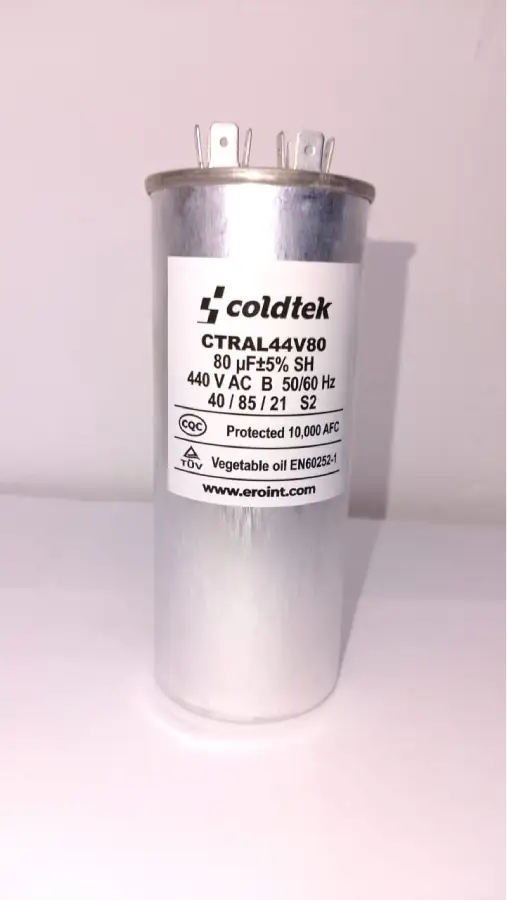 coldtek
CTRAL44V80
80 µF±5% SH
440 V AC B 50/60 Hz
40 / 85 / 21 S2
CQC Protected 10,000 AFC
TÜV Vegetable oil EN60252-1
www.eroint.com